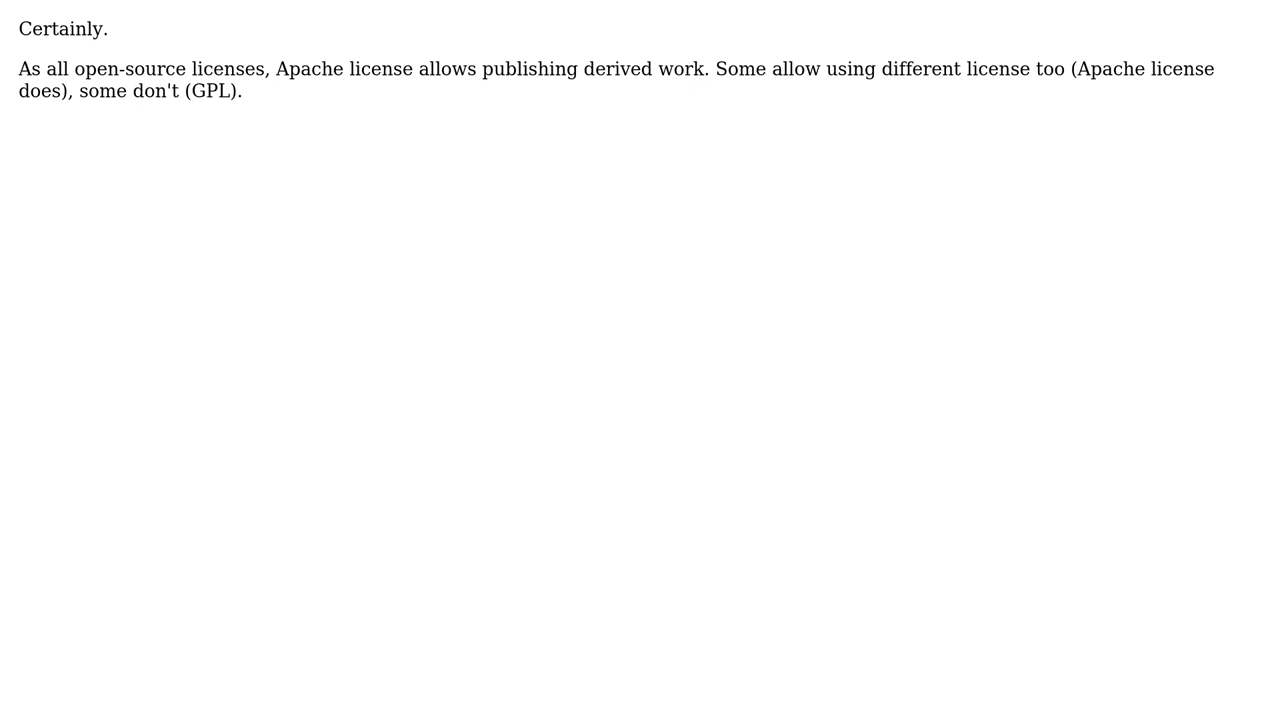 Certainly.
As all open-source licenses, Apache license allows publishing derived work. Some allow using different license too (Apache license
does), some don't (GPL).